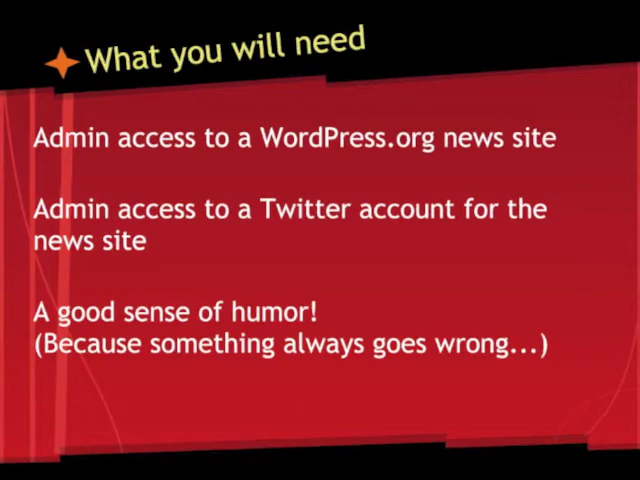 What you will need
Admin access to a WordPress.org news site
Admin access to a Twitter account for the
news site
A good sense of humor!
(Because something always goes wrong...)